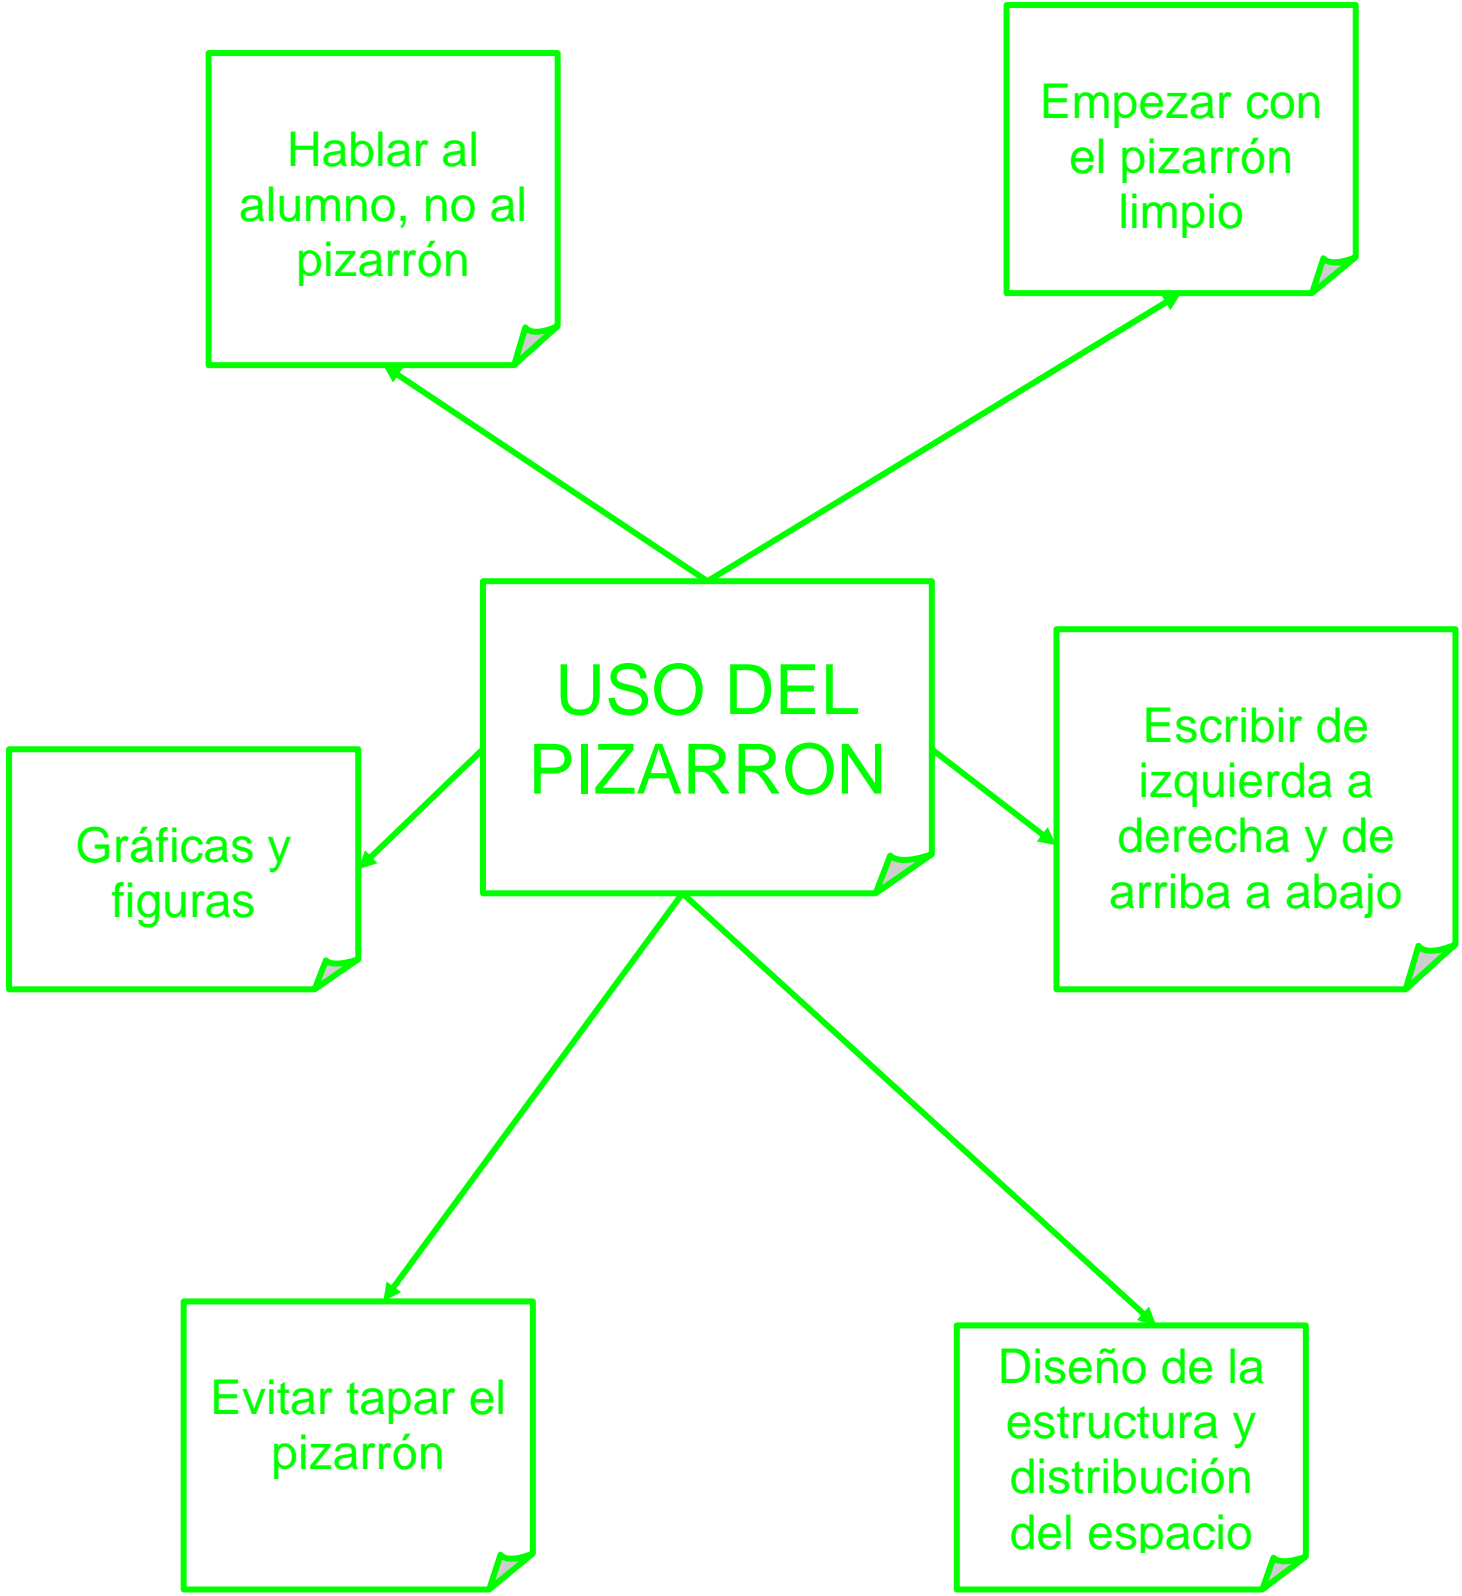 Hablar al
alumno, no al
pizarrón
Empezar con
el pizarrón
limpio
USO DEL
PIZARRON
Gráficas y
figuras
Escribir de
izquierda a
derecha y de
arriba a abajo
Evitar tapar el
pizarrón
Diseño de la
estructura y
distribución
del espacio